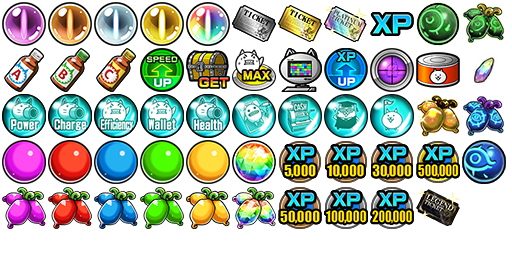 TICKET TICKET PLATINUM TICKET XP
A B C SPEED UP GET MAX XP UP
Power Charge Efficiency Wallet Health CASH
XP 5,000 XP 10,000 XP 30,000 XP 500,000
XP 50,000 XP 100,000 XP 200,000 LEGEND TICKET